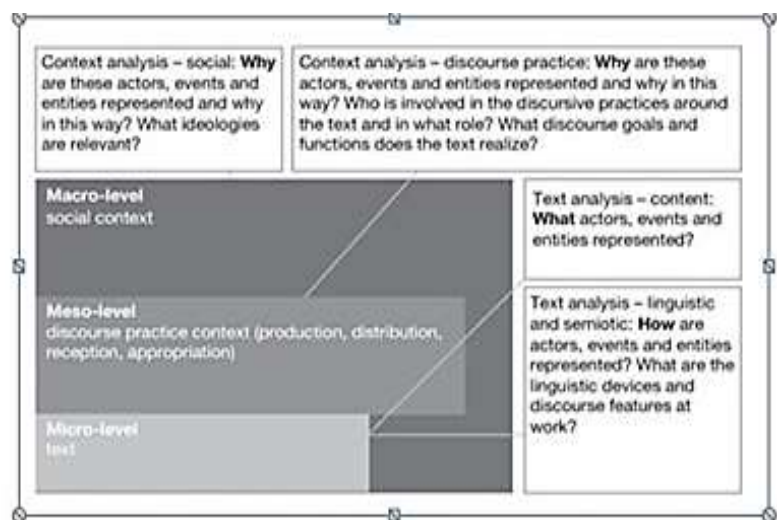 Context analysis – social: Why
are these actors, events and
entities represented and why
in this way? What ideologies
are relevant?
Context analysis – discourse practice: Why are these
actors, events and entities represented and why in this
way? Who is involved in the discursive practices around
the text and in what role? What discourse goals and
functions does the text realize?
Macro-level
social context
Text analysis – content:
What actors, events and
entities represented?
Meso-level
discourse practice context (production, distribution,
reception, appropriation)
Text analysis – linguistic
and semiotic: How are
actors, events and entities
represented? What are the
linguistic devices and
discourse features at
work?
Micro-level
text